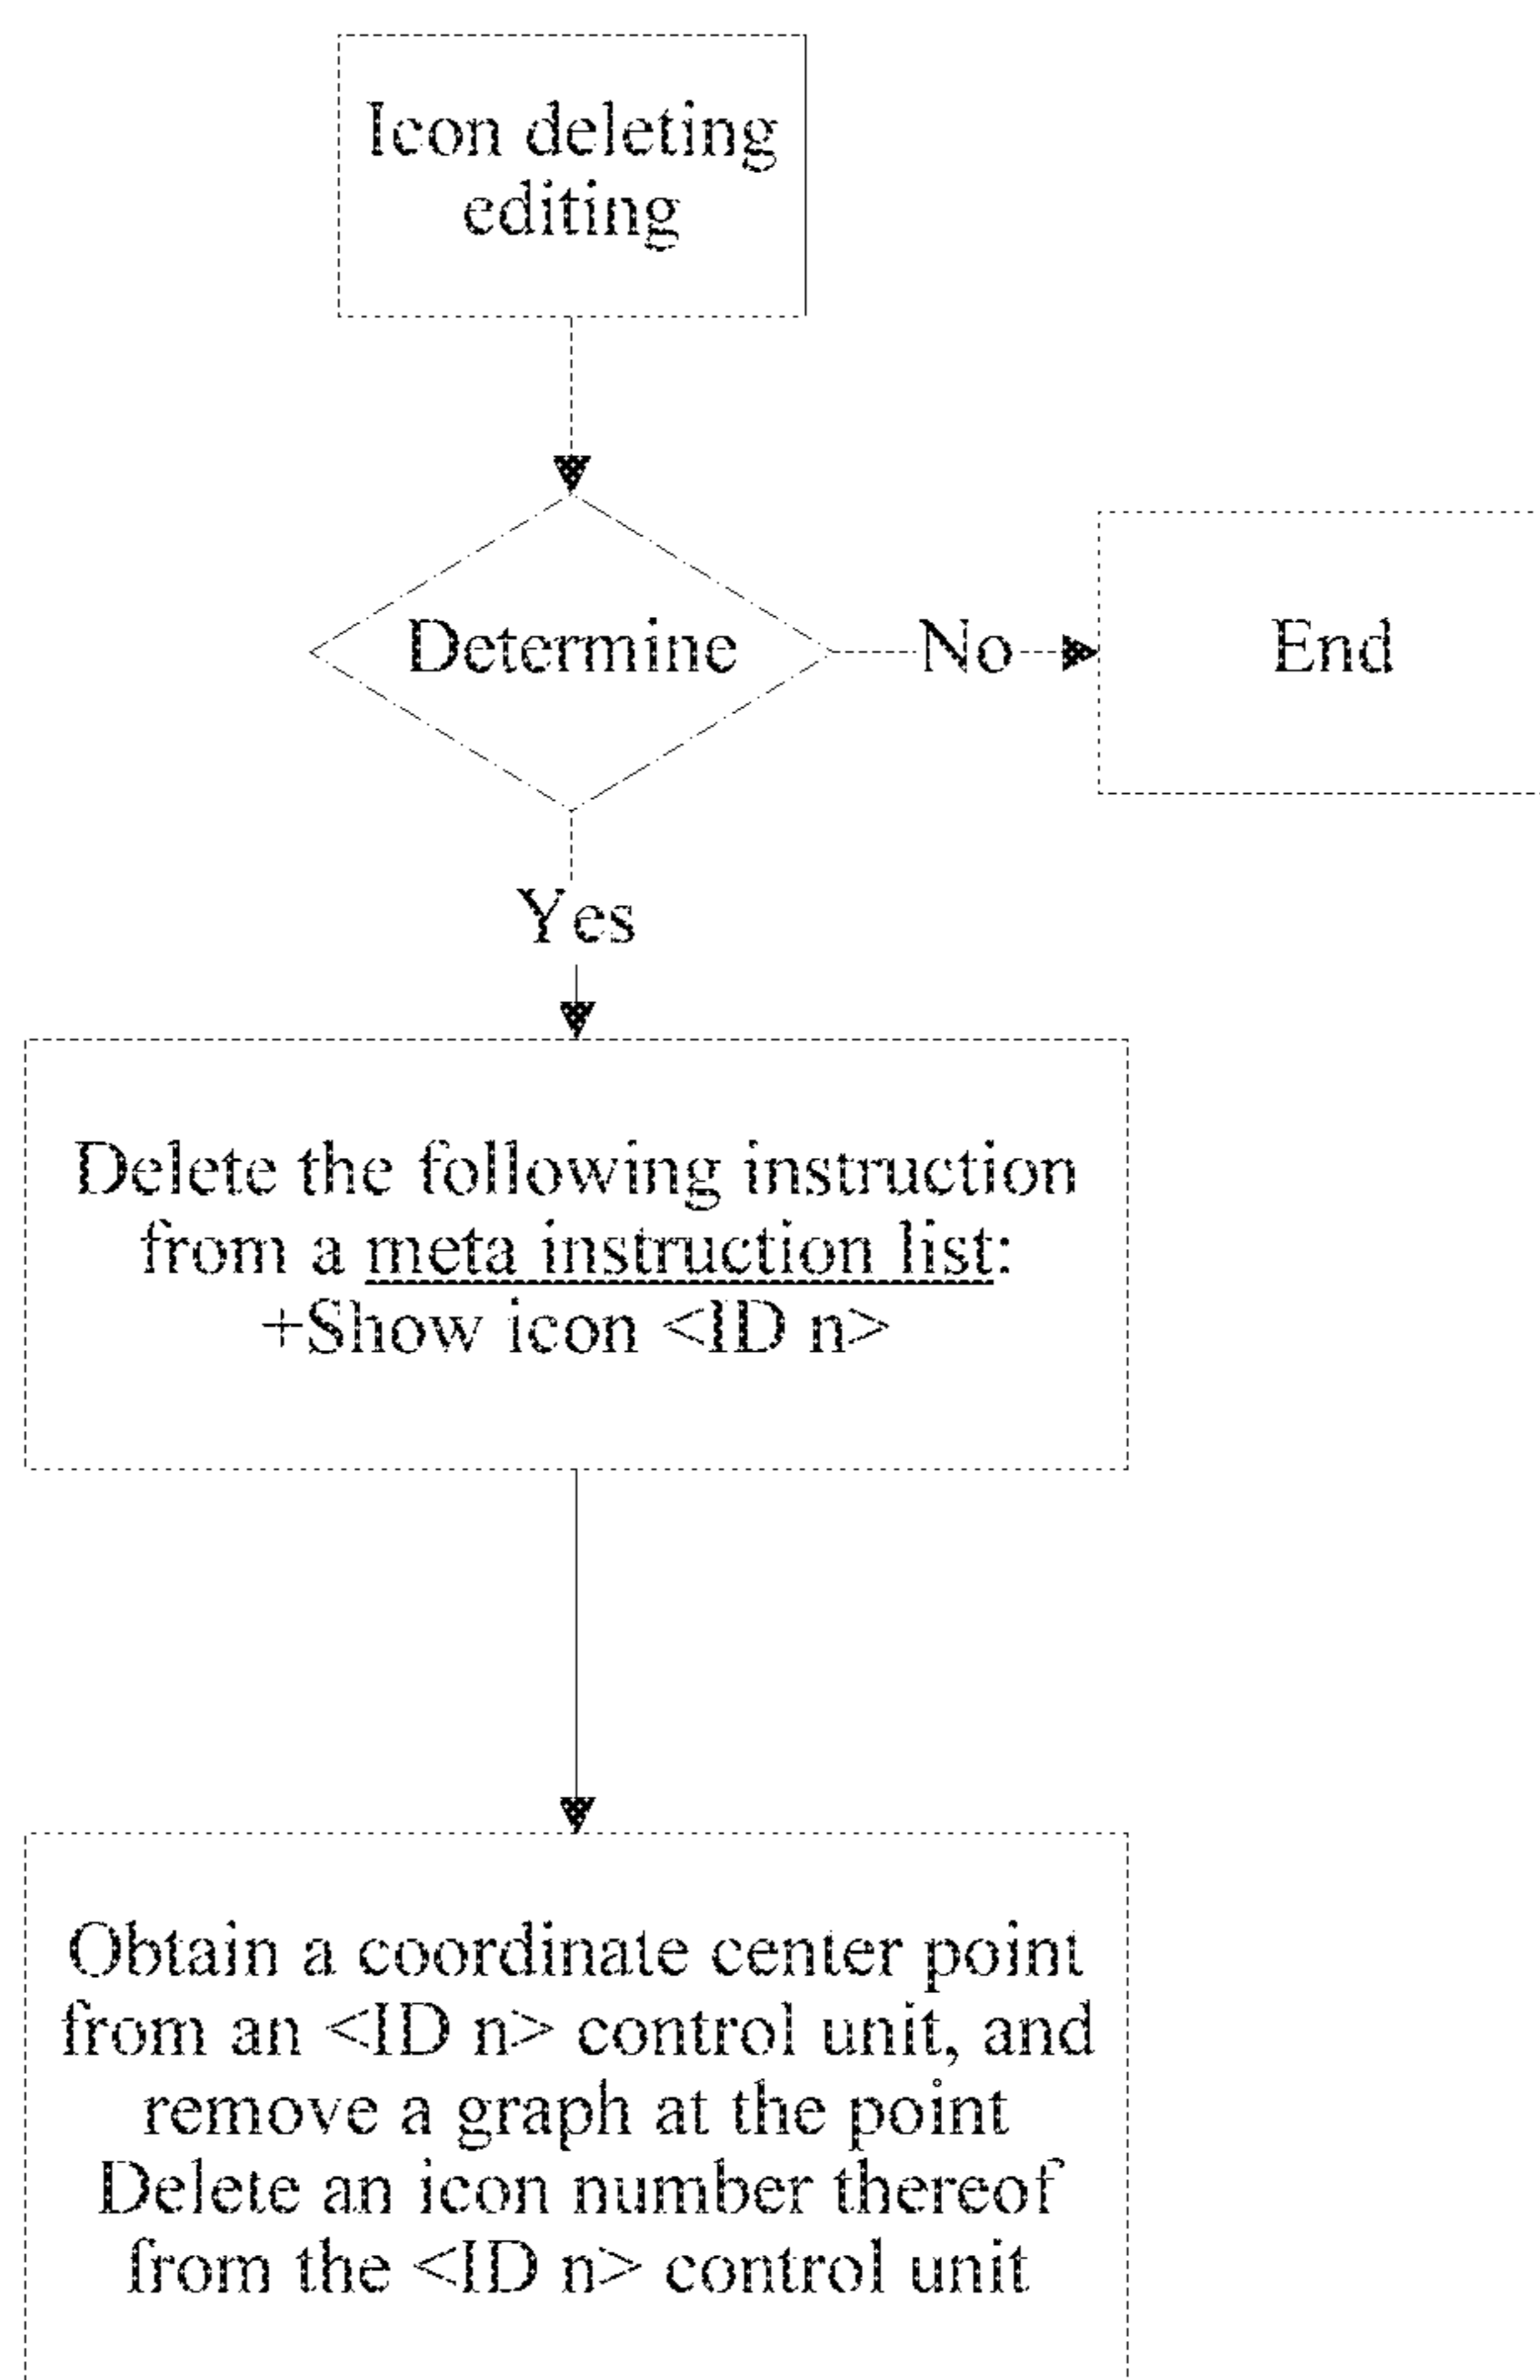 Icon deleting
editing
Determine
No
End
Yes
Delete the following instruction
from a meta instruction list:
+Show icon <ID n>
Obtain a coordinate center point
from an <ID n> control unit, and
remove a graph at the point
Delete an icon number thereof
from the <ID n> control unit